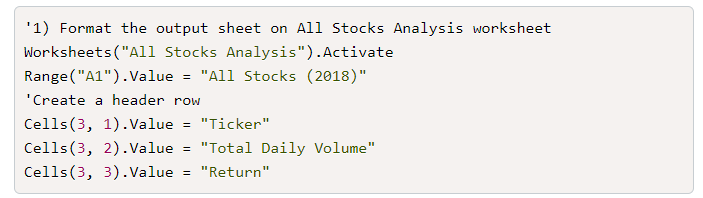 '1) Format the output sheet on All Stocks Analysis worksheet
Worksheets("All Stocks Analysis").Activate
Range("A1").Value = "All Stocks (2018)"
'Create a header row
Cells(3, 1).Value = "Ticker"
Cells(3, 2).Value = "Total Daily Volume"
Cells(3, 3).Value = "Return"